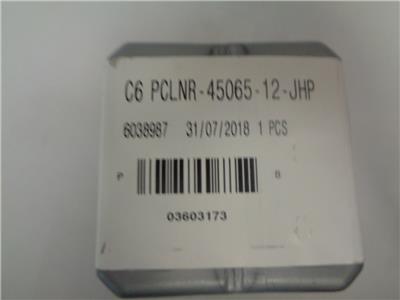 C6 PCLNR-45065-12-JHP
6038987 31/07/2018 1 PCS
P B
03603173